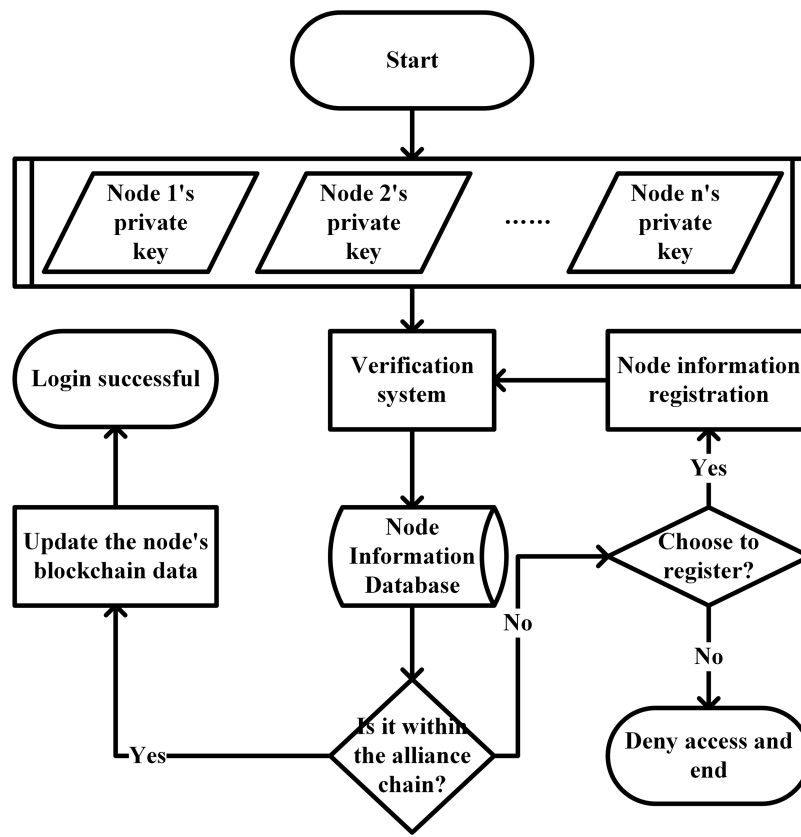 Start
Node 1's
private
key
Node 2's
private
key
......
Node n's
private
key
Login successful
Verification
system
Node information
registration
Yes
Update the node's
blockchain data
Node
Information
Database
Choose to
register?
No
No
Is it within
the alliance
chain?
Yes
Deny access and
end